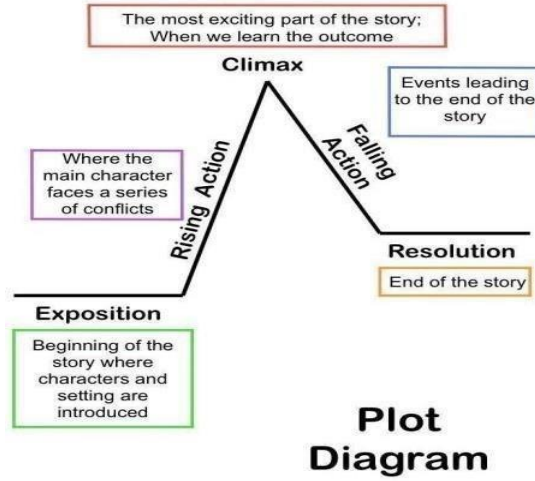 The most exciting part of the story;
When we learn the outcome
Climax
Events leading
to the end of the
story
Falling
Action
Where the
main character
faces a series
of conflicts
Rising Action
Resolution
End of the story
Exposition
Beginning of the
story where
characters and
setting are
introduced
Plot
Diagram